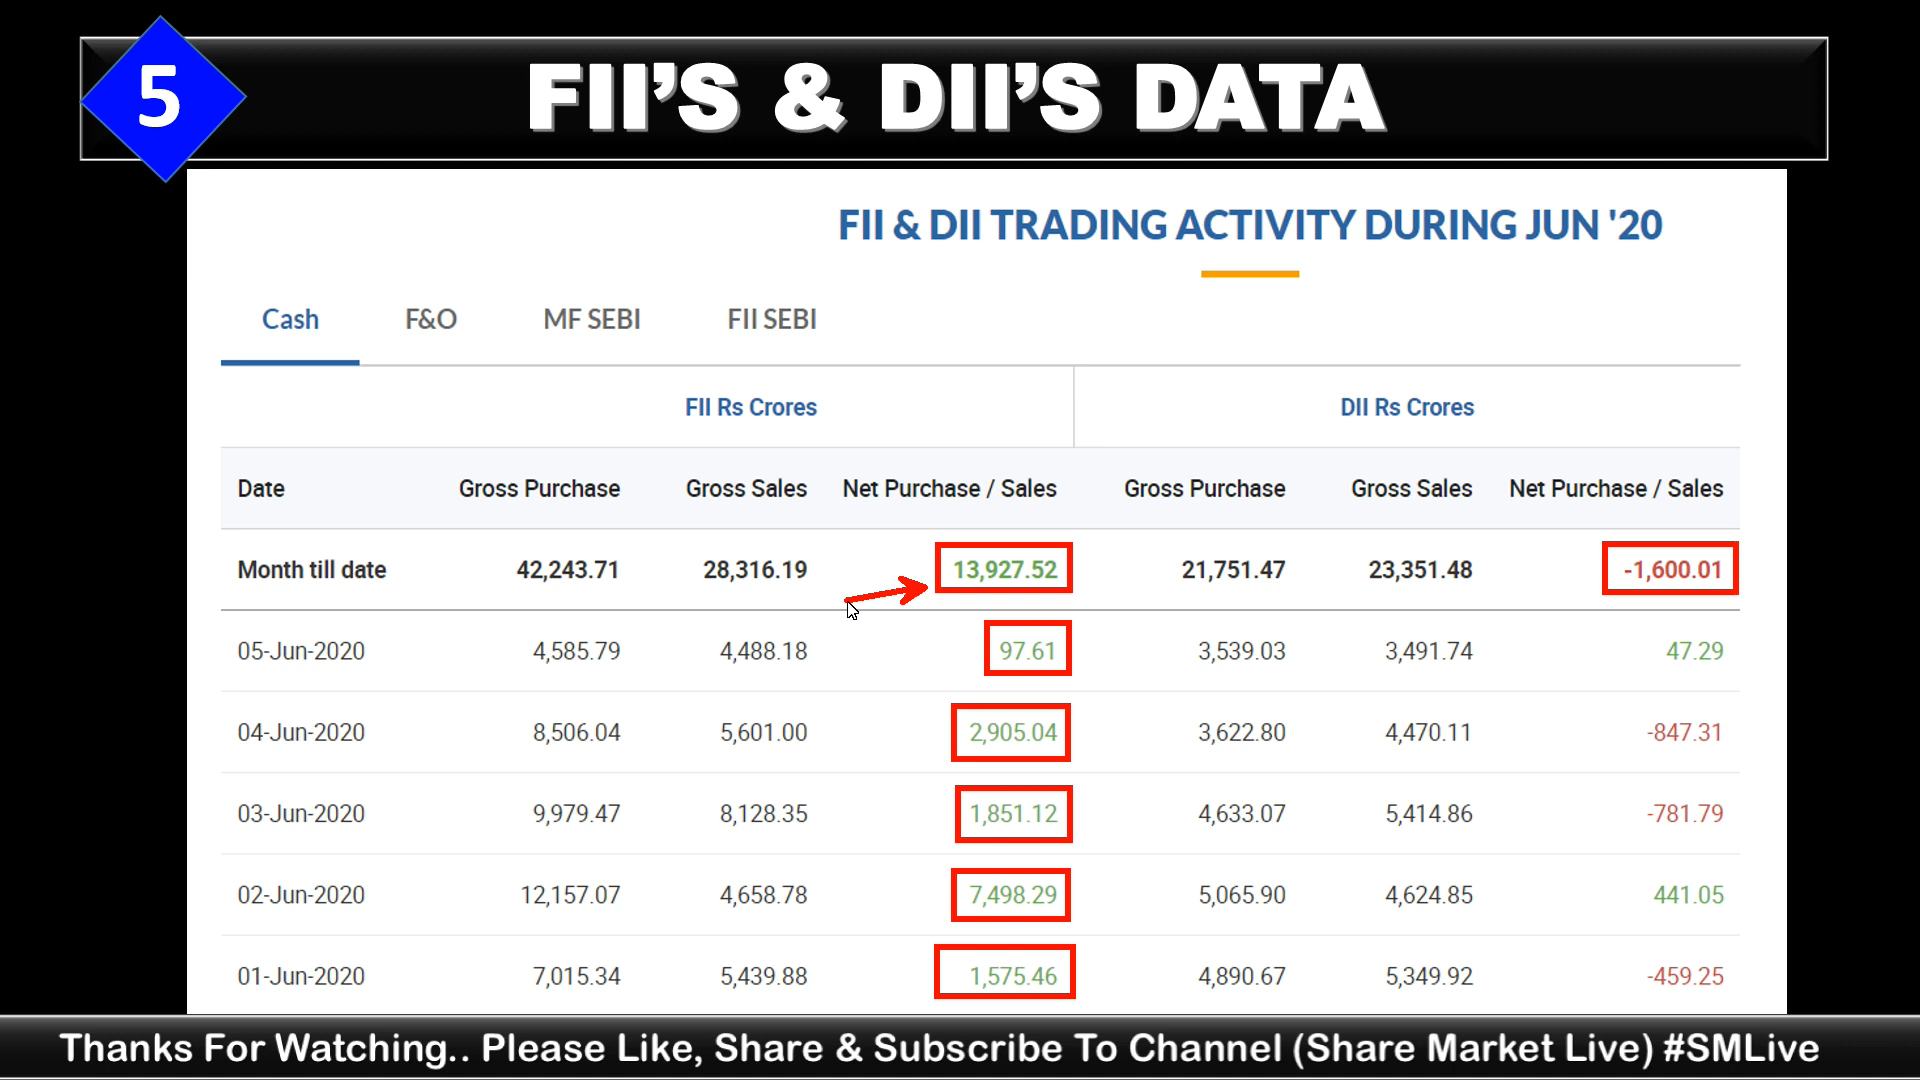 5
FII'S & DII'S DATA
FII & DII TRADING ACTIVITY DURING JUN '20
Cash F&O MF SEBI FII SEBI
FII Rs Crores DII Rs Crores
Date Gross Purchase Gross Sales Net Purchase / Sales Gross Purchase Gross Sales Net Purchase / Sales
Month till date 42,243.71 28,316.19 13,927.52 21,751.47 23,351.48 -1,600.01
05-Jun-2020 4,585.79 4,488.18 97.61 3,539.03 3,491.74 47.29
04-Jun-2020 8,506.04 5,601.00 2,905.04 3,622.80 4,470.11 -847.31
03-Jun-2020 9,979.47 8,128.35 1,851.12 4,633.07 5,414.86 -781.79
02-Jun-2020 12,157.07 4,658.78 7,498.29 5,065.90 4,624.85 441.05
01-Jun-2020 7,015.34 5,439.88 1,575.46 4,890.67 5,349.92 -459.25
Thanks For Watching.. Please Like, Share & Subscribe To Channel (Share Market Live) #SMLive